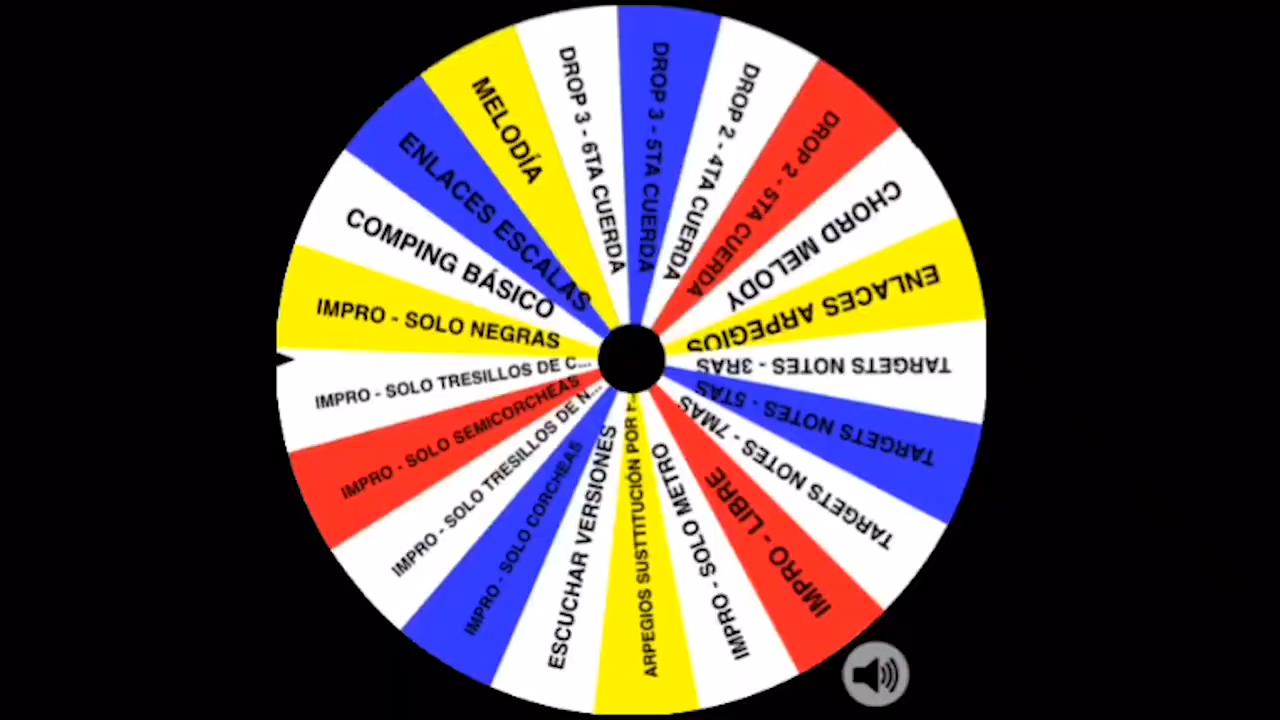 DROP 3 - 5TA CUERDA
DROP 2 - 4TA CUERDA
DROP 2 - 5TA CUERDA
CHORD MELODY
ENLACES ARPEGIOS
TARGETS NOTES - 3RAS
TARGETS NOTES - 5TAS
TARGETS NOTES - 7MAS
IMPRO - LIBRE
IMPRO - SOLO METRO
ARPEGIOS SUSTITUCIÓN POR
ESCUCHAR VERSIONES
IMPRO - SOLO CORCHEAS
IMPRO - SOLO TRESILLOS DE N...
IMPRO - SOLO SEMICORCHEAS
IMPRO - SOLO TRESILLOS DE C...
IMPRO - SOLO NEGRAS
COMPING BÁSICO
ENLACES ESCALAS
MELODÍA
DROP 3 - 6TA CUERDA